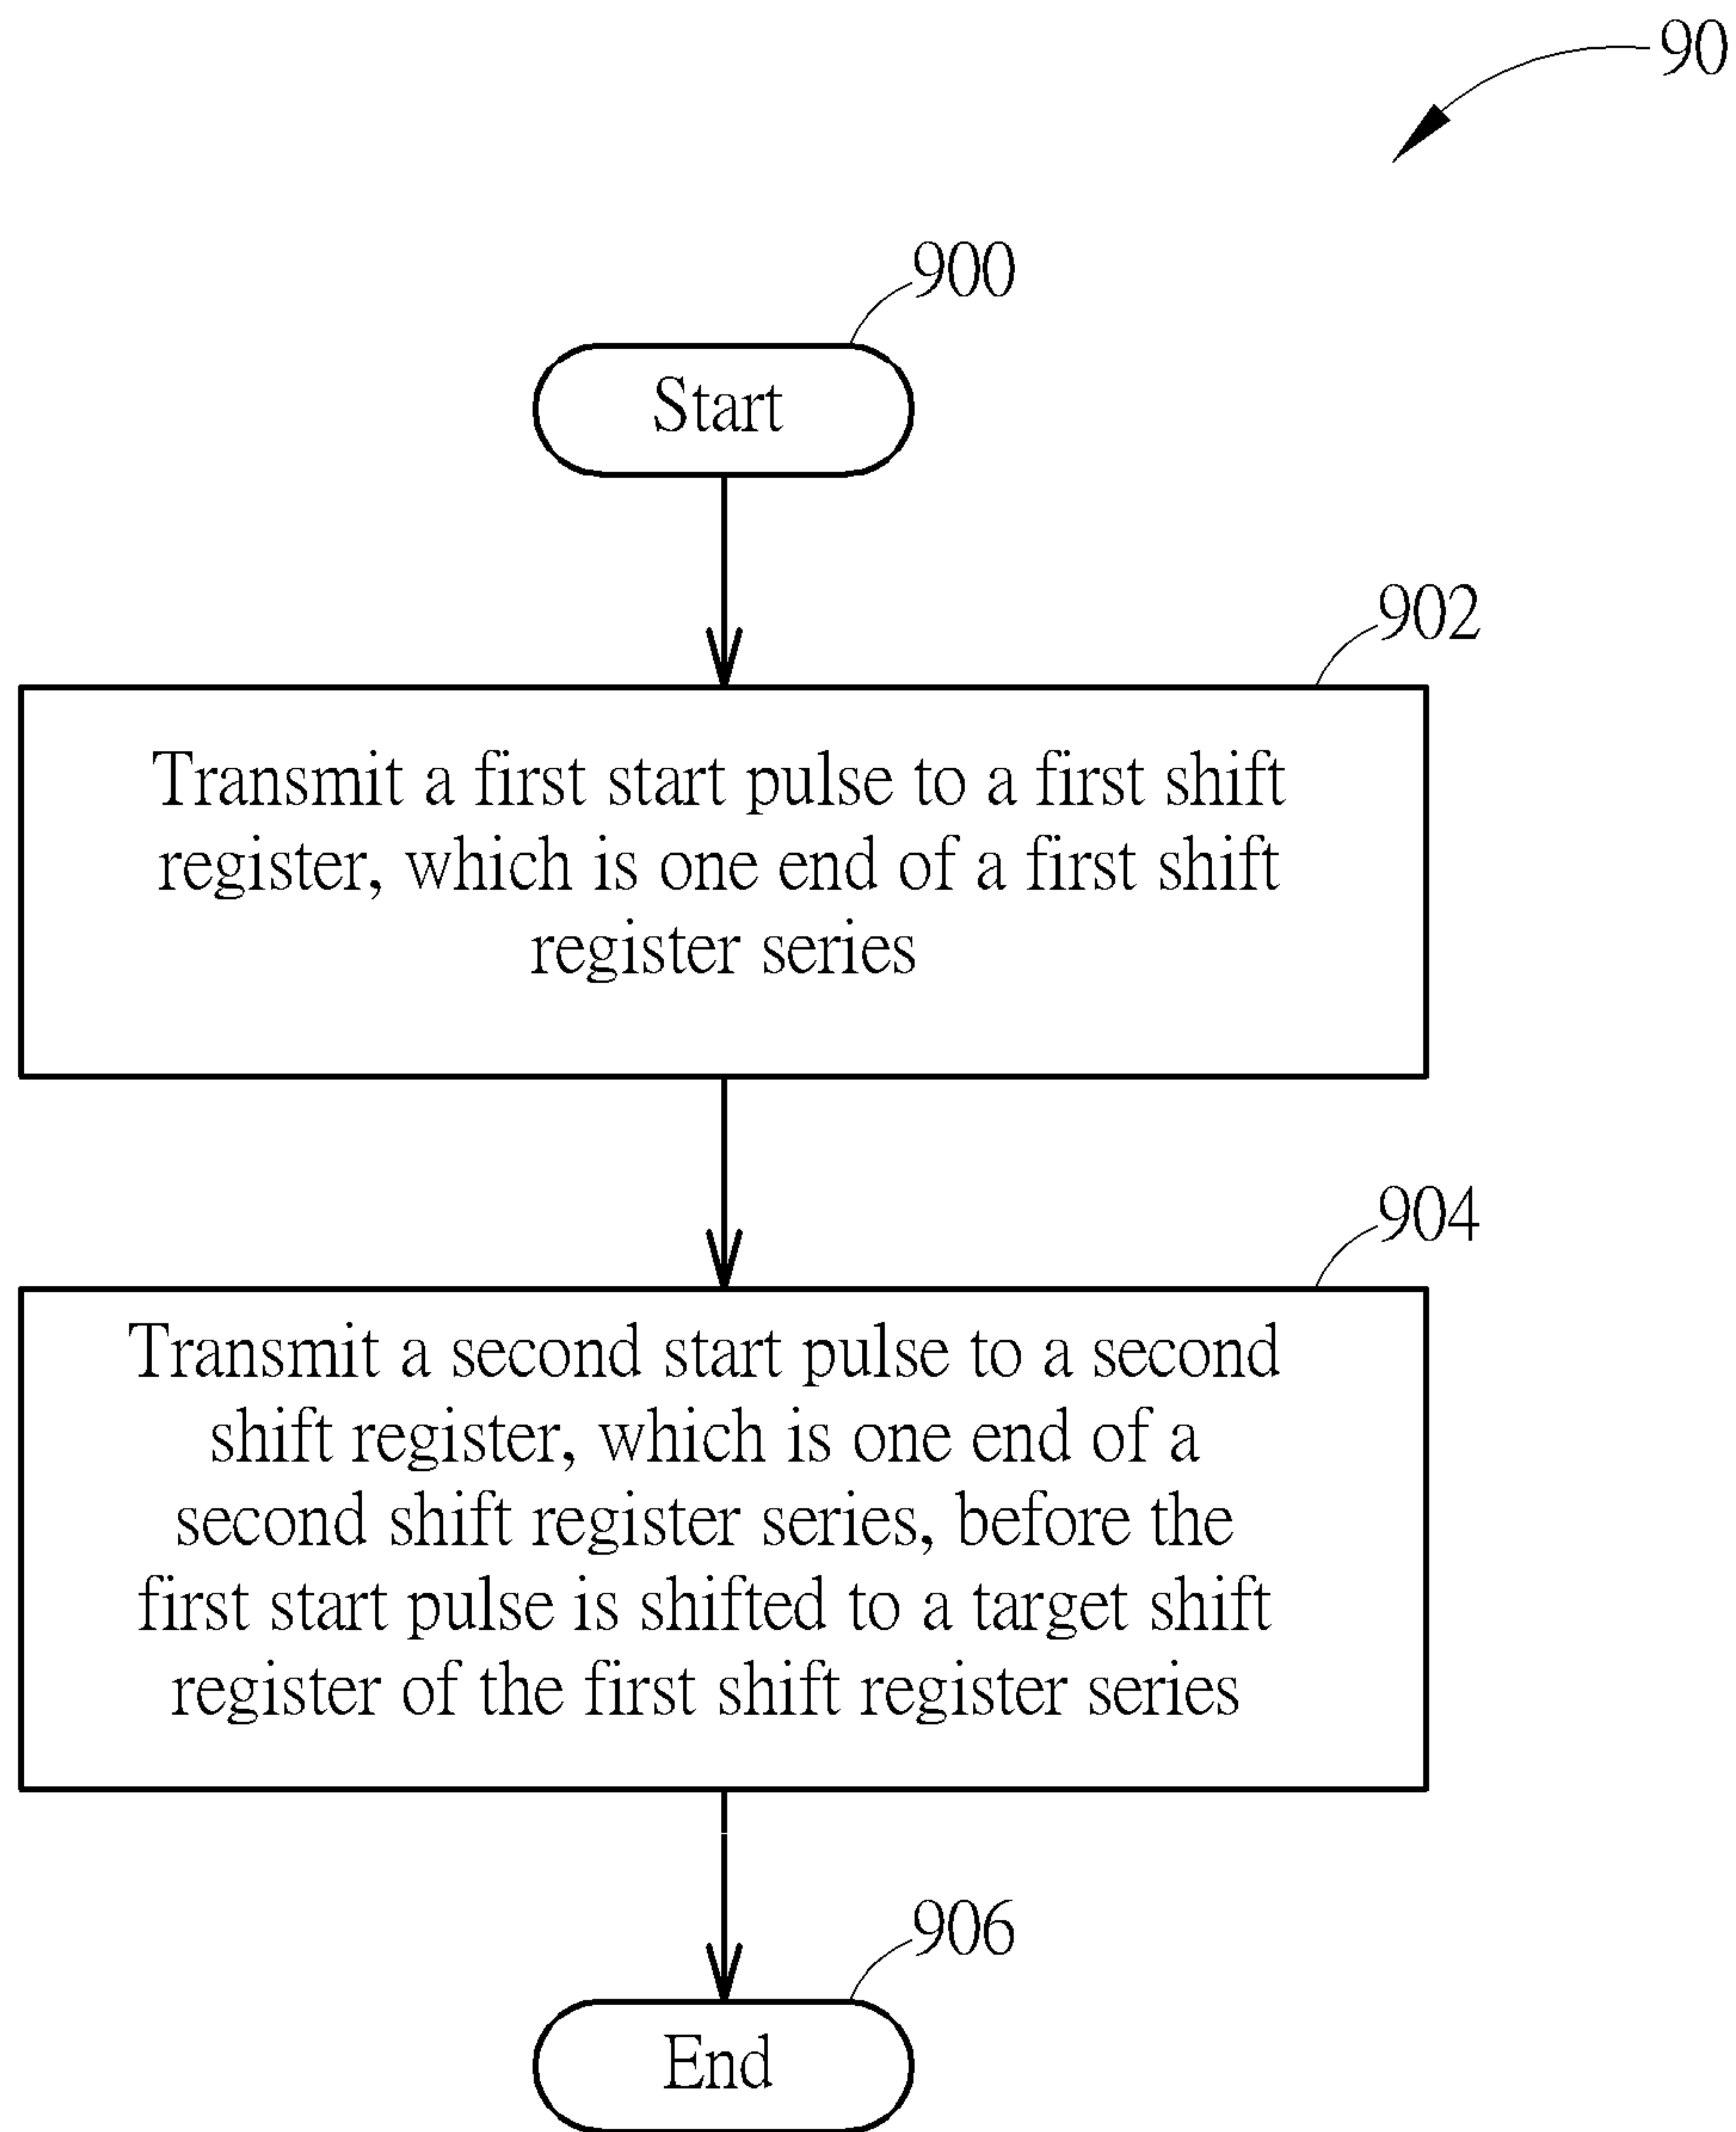 90
900
Start
902
Transmit a first start pulse to a first shift
register, which is one end of a first shift
register series
904
Transmit a second start pulse to a second
shift register, which is one end of a
second shift register series, before the
first start pulse is shifted to a target shift
register of the first shift register series
906
End